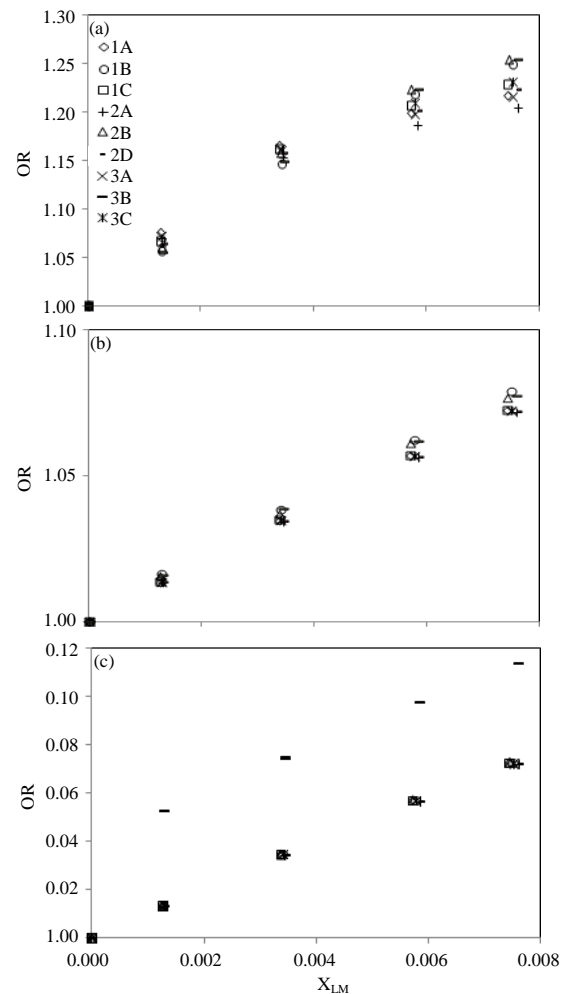 (a)
1.30
1.25
1.20
1.15
1.10
1.05
1.00
OR
1A
1B
1C
2A
2B
2D
3A
3B
3C
(b)
1.10
1.05
1.00
OR
(c)
0.12
0.10
0.08
0.06
0.04
0.02
1.00
OR
0.000 0.002 0.004 0.006 0.008
XLM